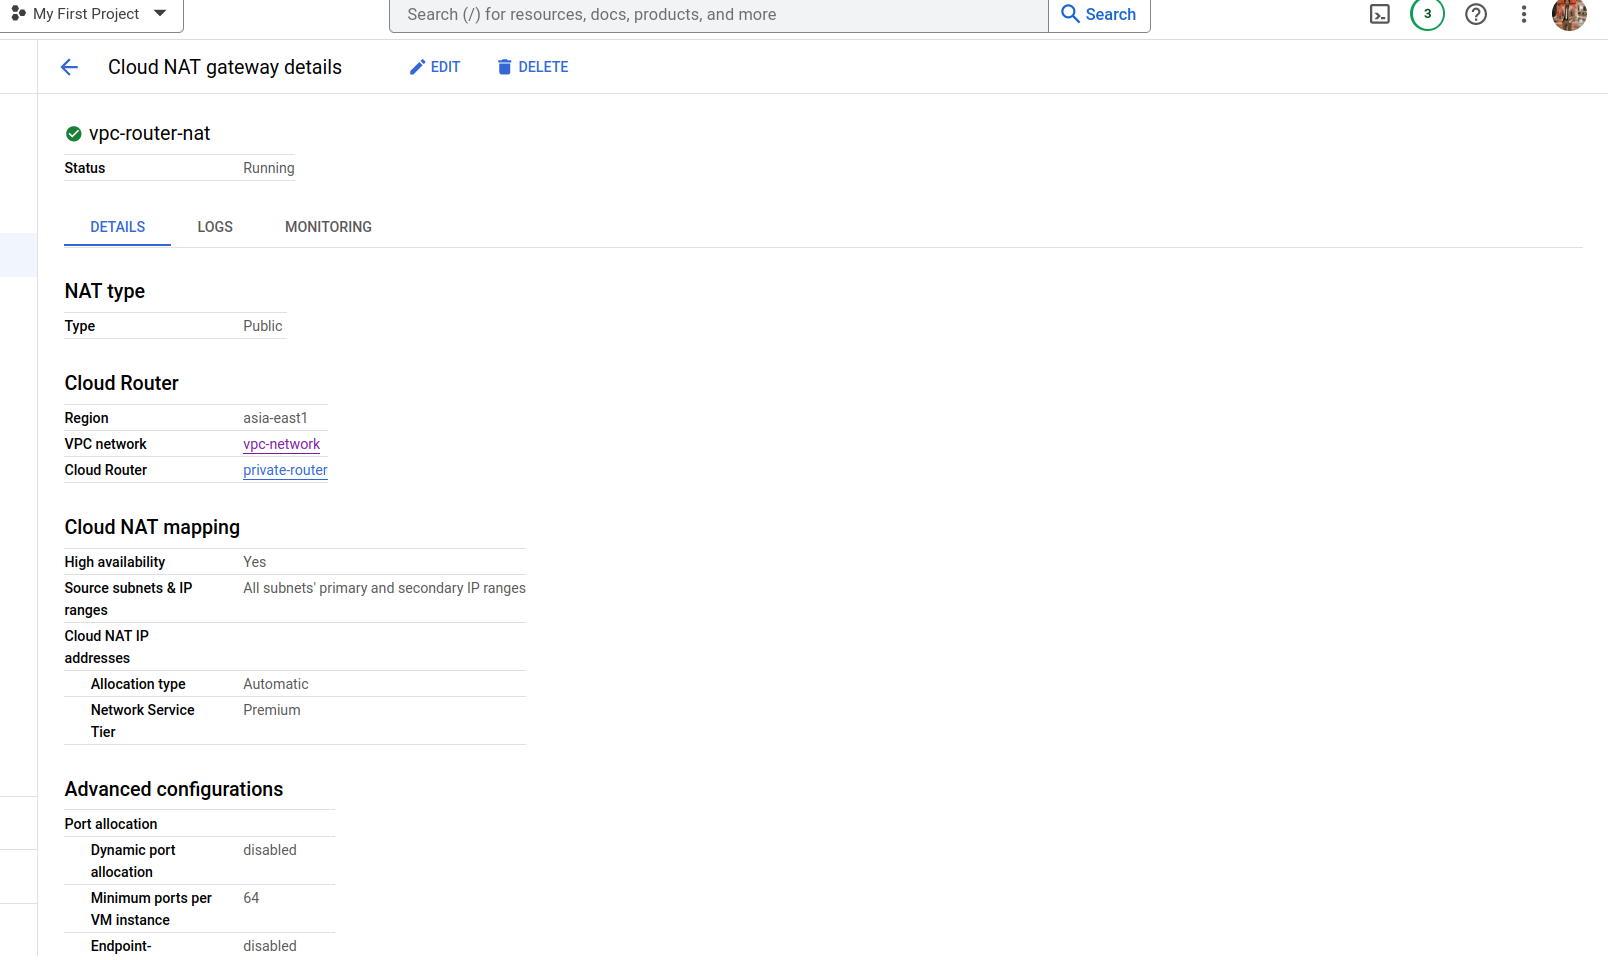 My First Project
Search (/) for resources, docs, products, and more
Search
3
Cloud NAT gateway details
EDIT
DELETE
vpc-router-nat
Status Running
DETAILS LOGS MONITORING
NAT type
Type Public
Cloud Router
Region asia-east1
VPC network vpc-network
Cloud Router private-router
Cloud NAT mapping
High availability Yes
Source subnets & IP All subnets' primary and secondary IP ranges
ranges
Cloud NAT IP
addresses
Allocation type Automatic
Network Service Premium
Tier
Advanced configurations
Port allocation
Dynamic port disabled
allocation
Minimum ports per 64
VM instance
Endpoint- disabled